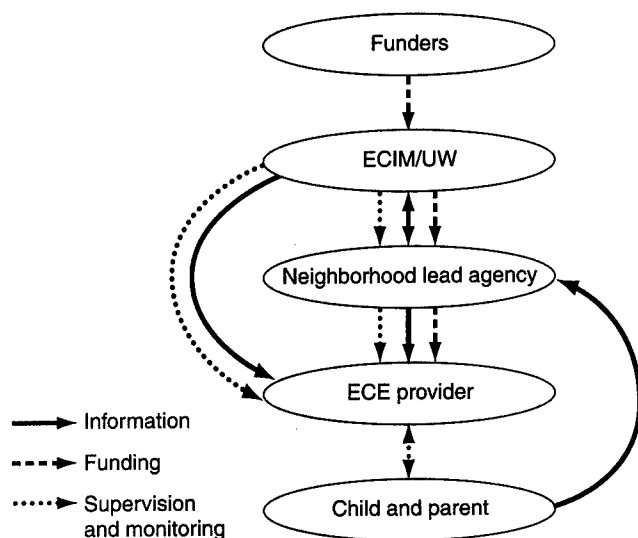 Funders
ECIM/UW
Neighborhood lead agency
ECE provider
Child and parent
Information
Funding
Supervision
and monitoring